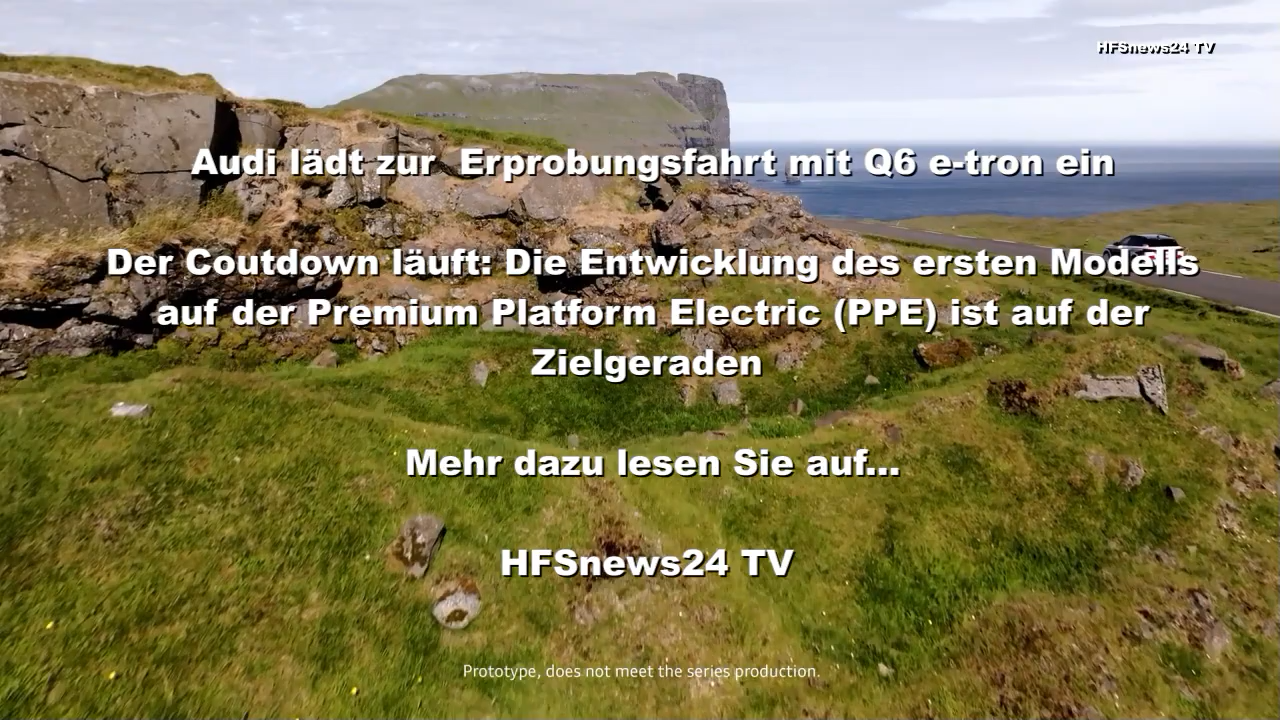 HFSnews24 TV
Audi lädt zur  Erprobungsfahrt mit Q6 e-tron ein
Der Coutdown läuft: Die Entwicklung des ersten Modells
auf der Premium Platform Electric (PPE) ist auf der
Zielgeraden
Mehr dazu lesen Sie auf...
HFSnews24 TV
Prototype, does not meet the series production.